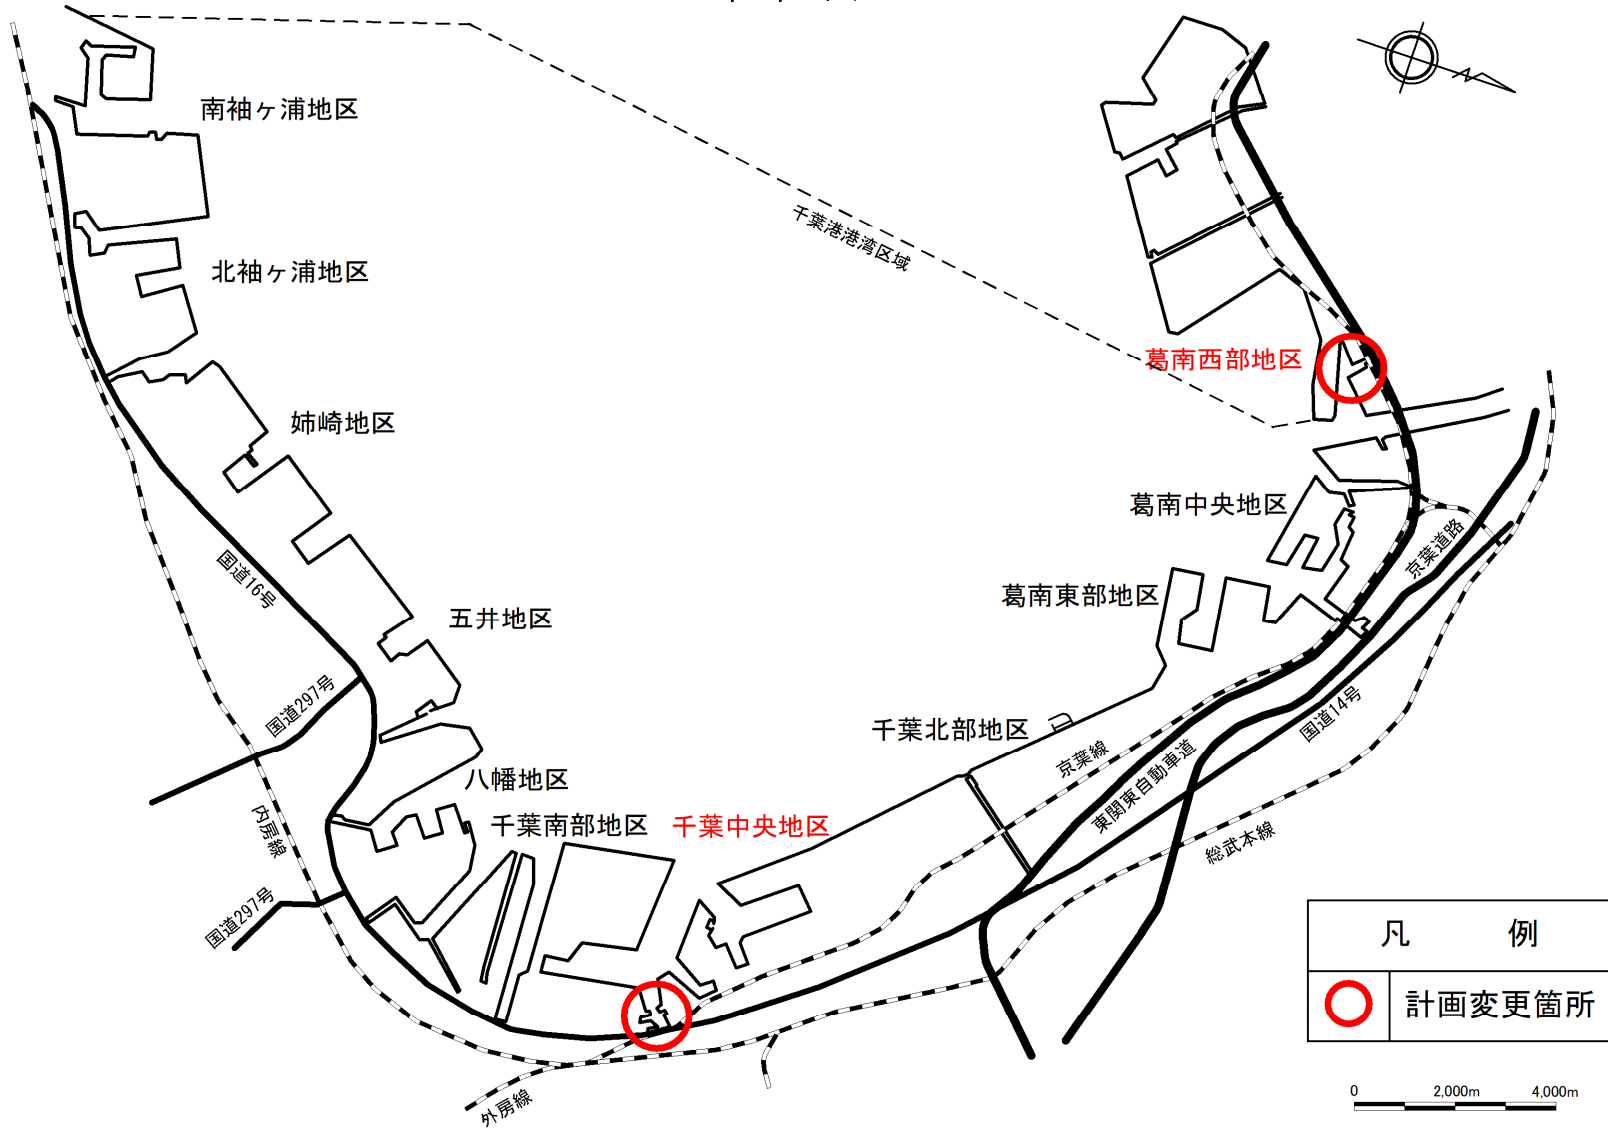 南袖ヶ浦地区
千葉港港湾区域
北袖ヶ浦地区
葛南西部地区
姉崎地区
葛南中央地区
京葉道路
国道16号
葛南東部地区
五井地区
国道297号
国道14号
千葉北部地区
京葉線
東関東自動車道
八幡地区
内房線
千葉南部地区
千葉中央地区
総武本線
国道297号
凡 例
計画変更箇所
外房線
0 2,000m 4,000m